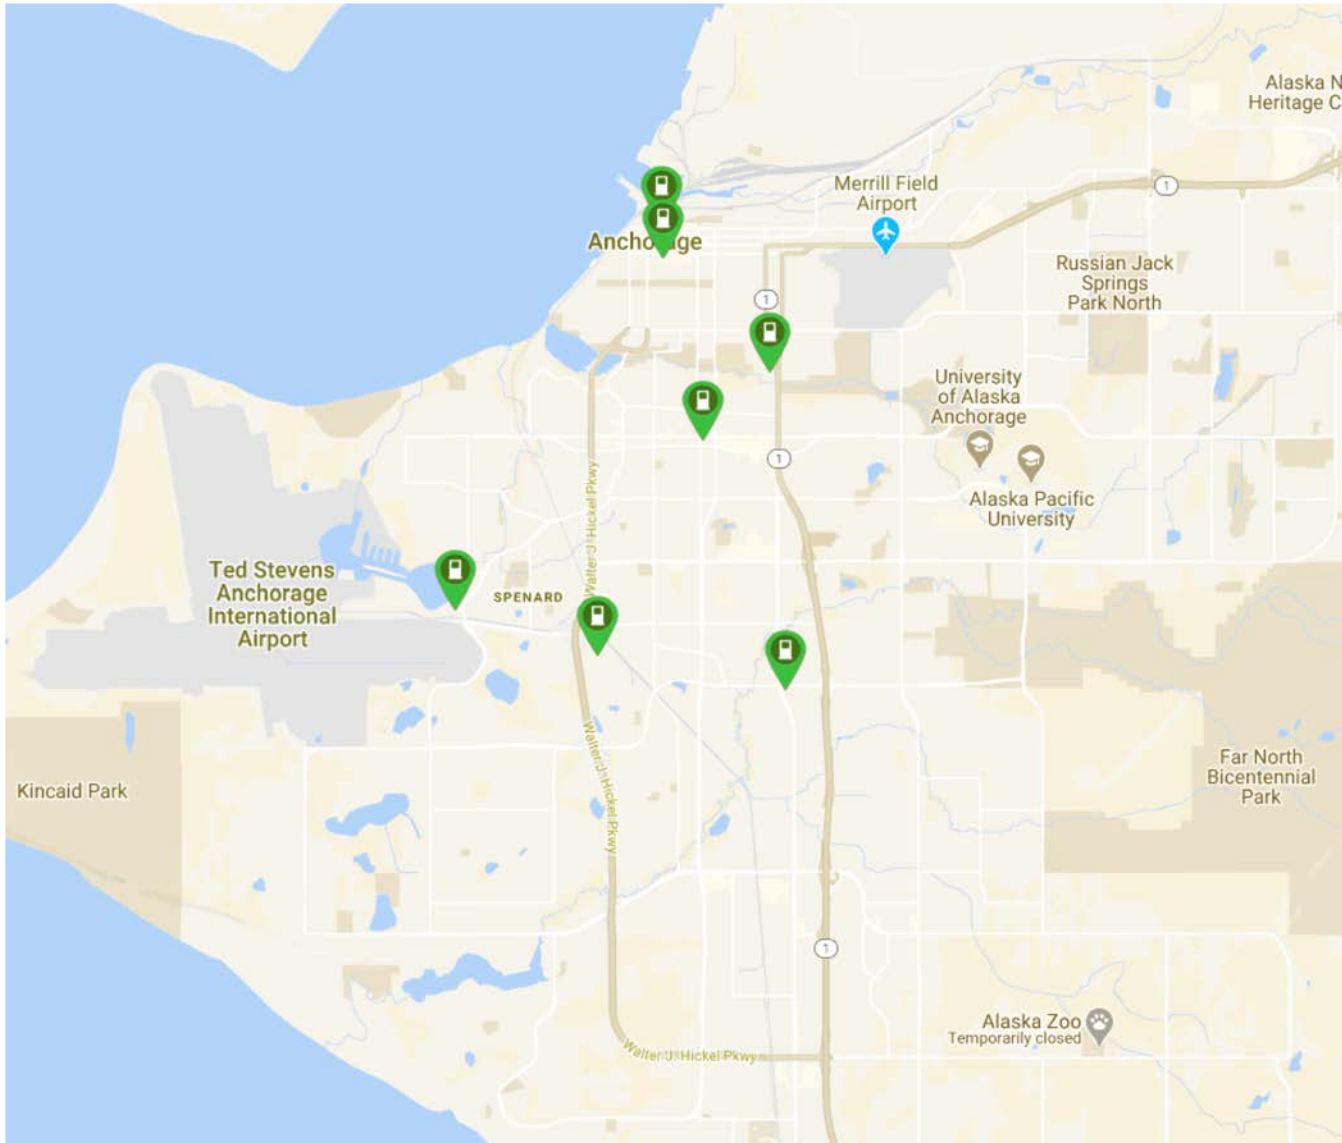 Alaska N
Heritage C
1
Merrill Field
Airport
Anchorage
Russian Jack
Springs
Park North
1
University
of Alaska
Anchorage
1
Walter J. Hickel Pkwy
Alaska Pacific
University
Ted Stevens
Anchorage
International
Airport
SPENARD
Walter J. Hickel Pkwy
Kincaid Park
Far North
Bicentennial
Park
1
Alaska Zoo
Temporarily closed
Walter J. Hickel Pkwy